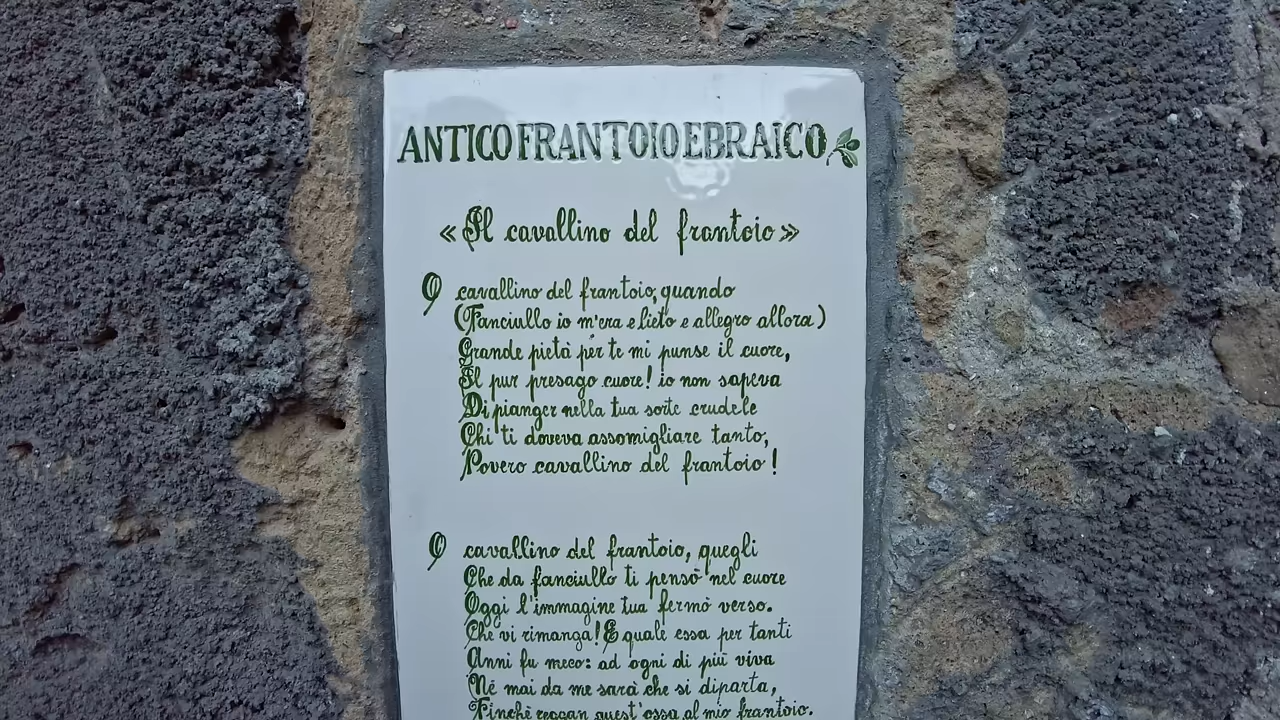 ANTICO FRANTOIO EBRAICO
«Il cavallino del frantoio»
O cavallino del frantoio, quando
(Fanciullo io m'era e lieto e allegro allora)
Grande pietà per te mi punse il cuore,
Il pur presago cuore! io non sapeva
Di pianger nella tua sorte crudele
Chi ti doveva assomigliare tanto,
Povero cavallino del frantoio!
O cavallino del frantoio, quegli
Che da fanciullo ti pensò nel cuore
Oggi l'immagine tua fermò verso.
Che vi rimanga! E quale essa per tanti
Anni fu meco: ad ogni di più viva
Né mai da me sarà che si diparta,
Finchè reggan quest'ossa al mio frantoio.